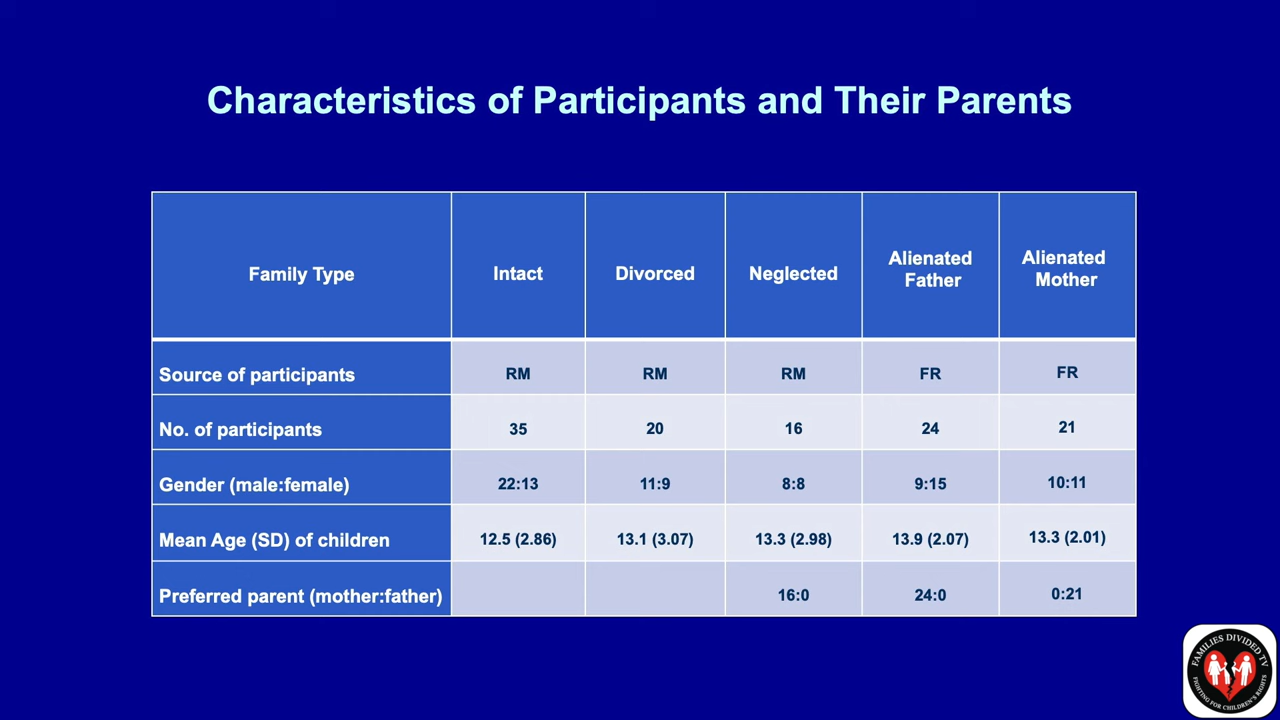 Characteristics of Participants and Their Parents
Family Type Intact Divorced Neglected Alienated Father Alienated Mother
Source of participants RM RM RM FR FR
No. of participants 35 20 16 24 21
Gender (male:female) 22:13 11:9 8:8 9:15 10:11
Mean Age (SD) of children 12.5 (2.86) 13.1 (3.07) 13.3 (2.98) 13.9 (2.07) 13.3 (2.01)
Preferred parent (mother:father) 16:0 24:0 0:21
FAMILIES DIVIDED TV
FIGHTING FOR CHILDREN'S RIGHTS